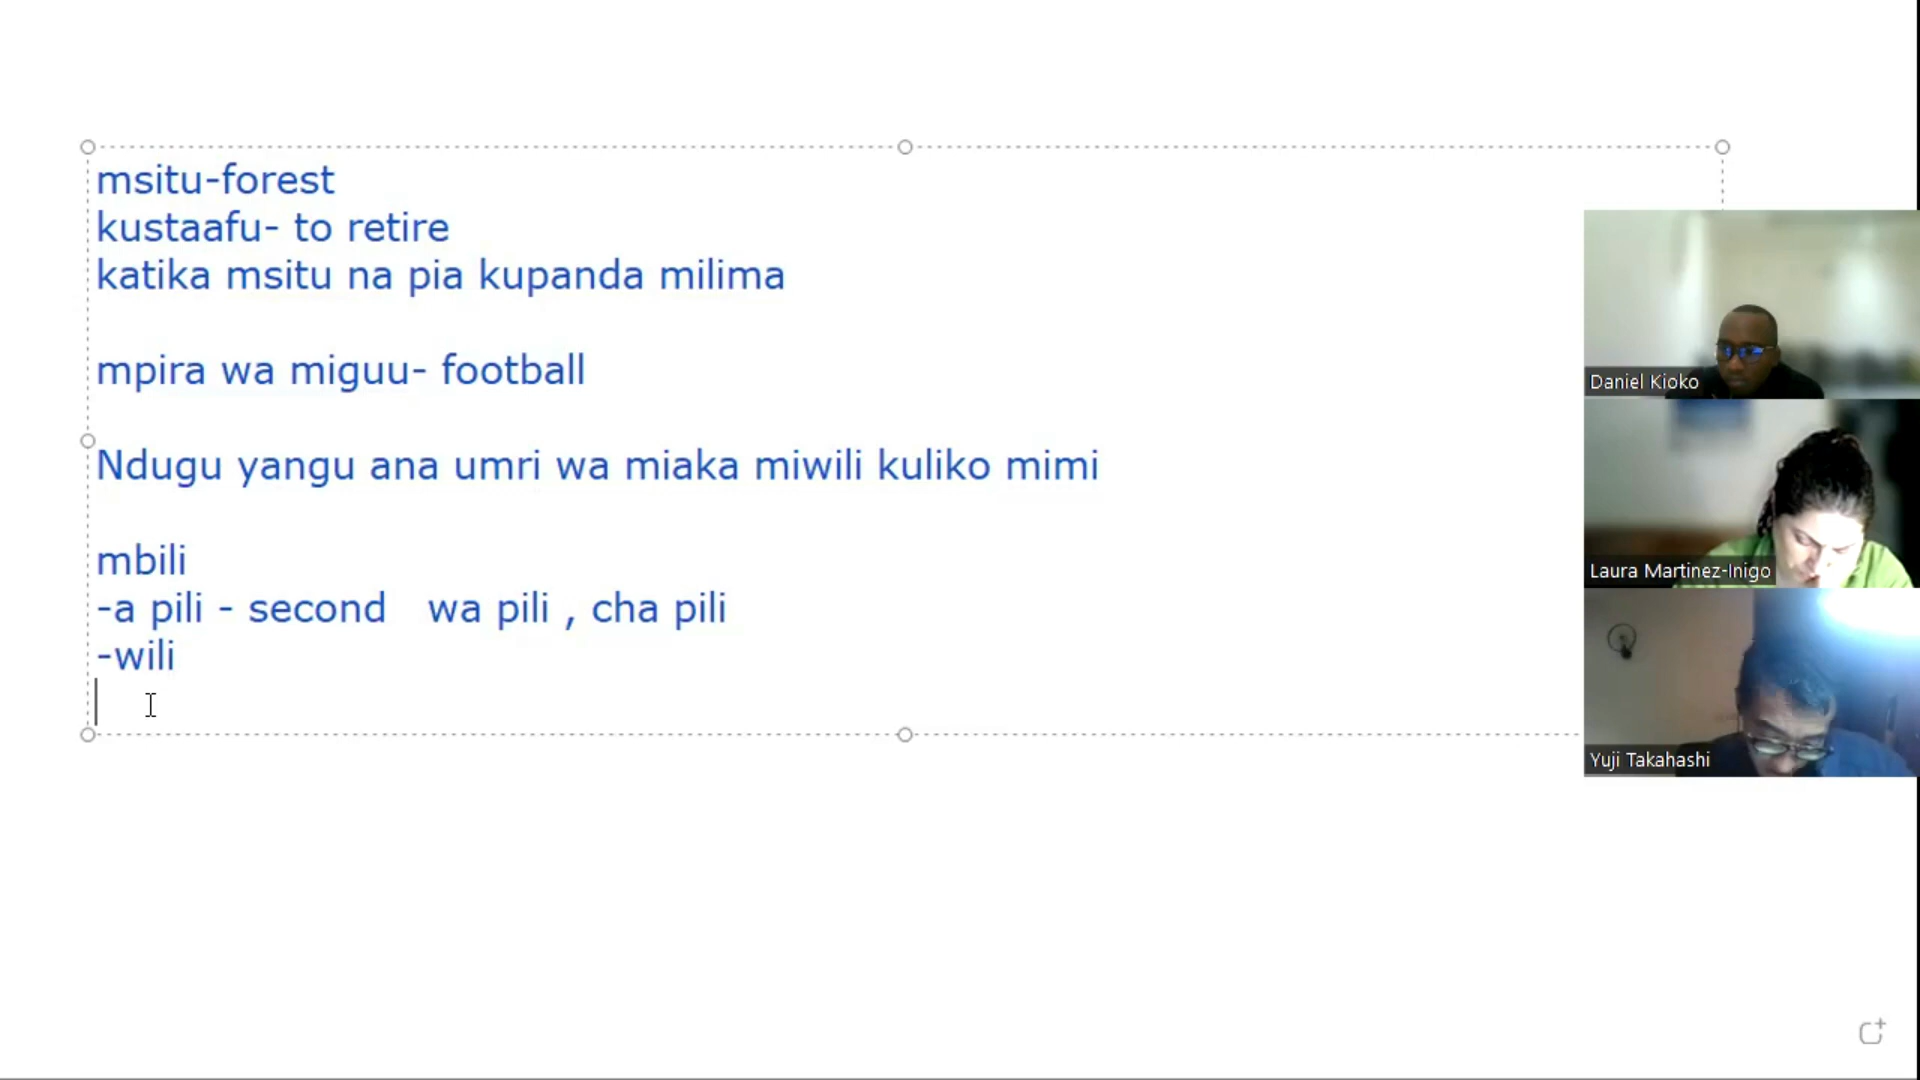 msitu-forest
kustaafu- to retire
katika msitu na pia kupanda milima
mpira wa miguu- football
Ndugu yangu ana umri wa miaka miwili kuliko mimi
mbili
-a pili - second   wa pili , cha pili
-wili
Daniel Kioko
Laura Martinez-Inigo
Yuji Takahashi